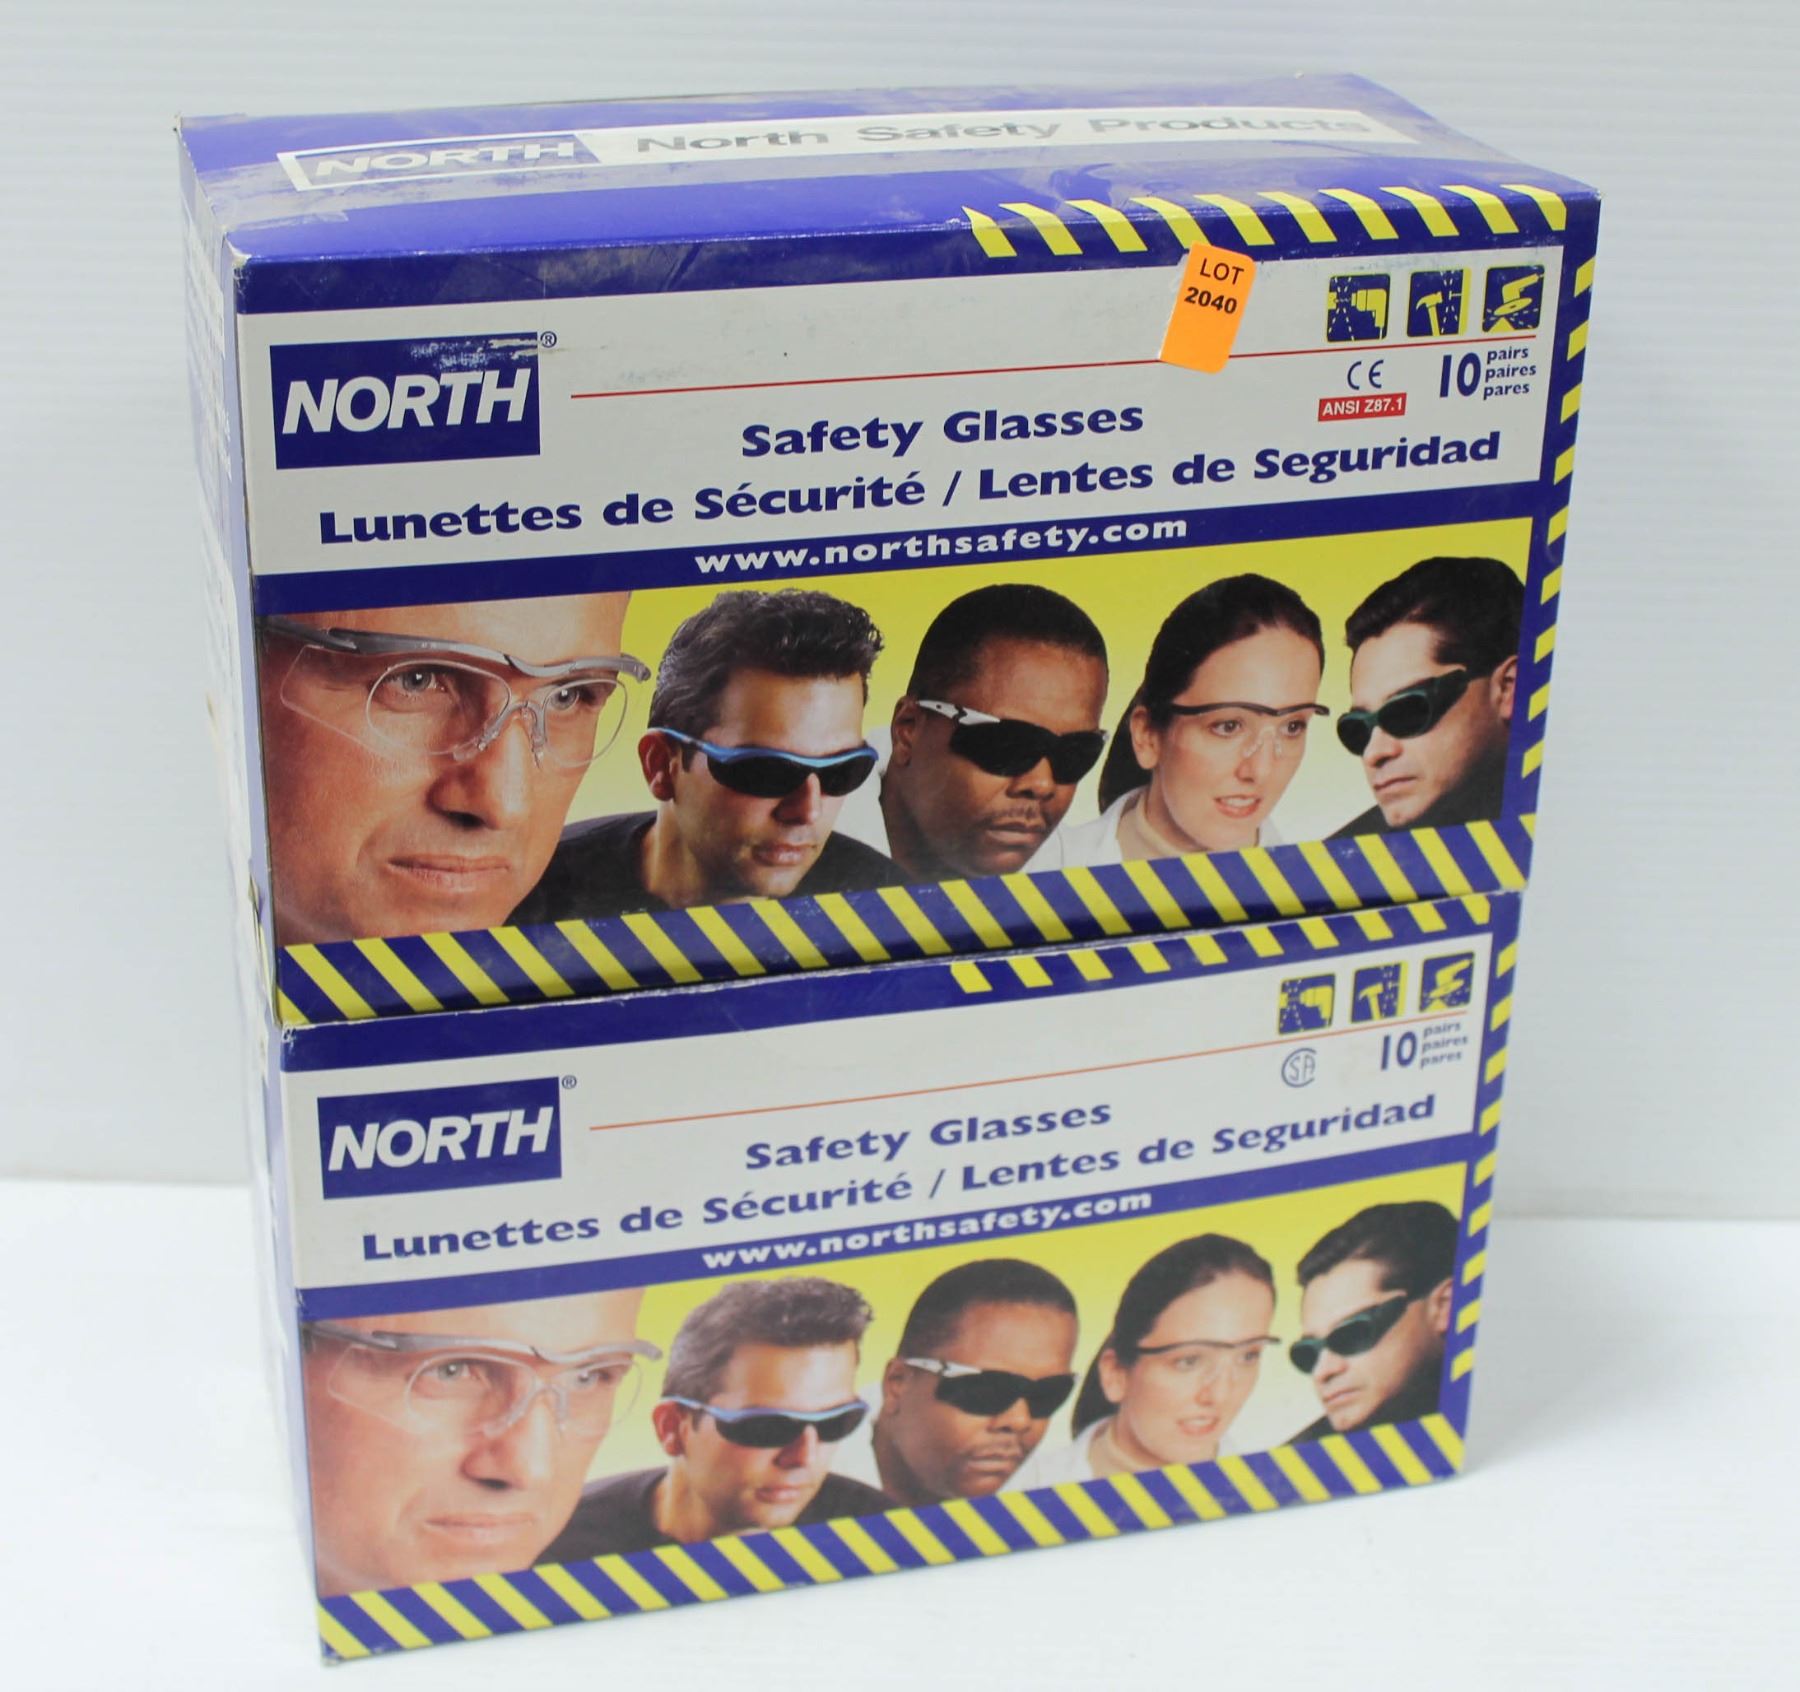 NORTH North Safety Products
LOT
2040
NORTH®
CE
ANSI Z87.1
10 pairs
paires
pares
Safety Glasses
Lunettes de Sécurité / Lentes de Seguridad
www.northsafety.com
NORTH®
CSA
10 pairs
paires
pares
Safety Glasses
Lunettes de Sécurité / Lentes de Seguridad
www.northsafety.com